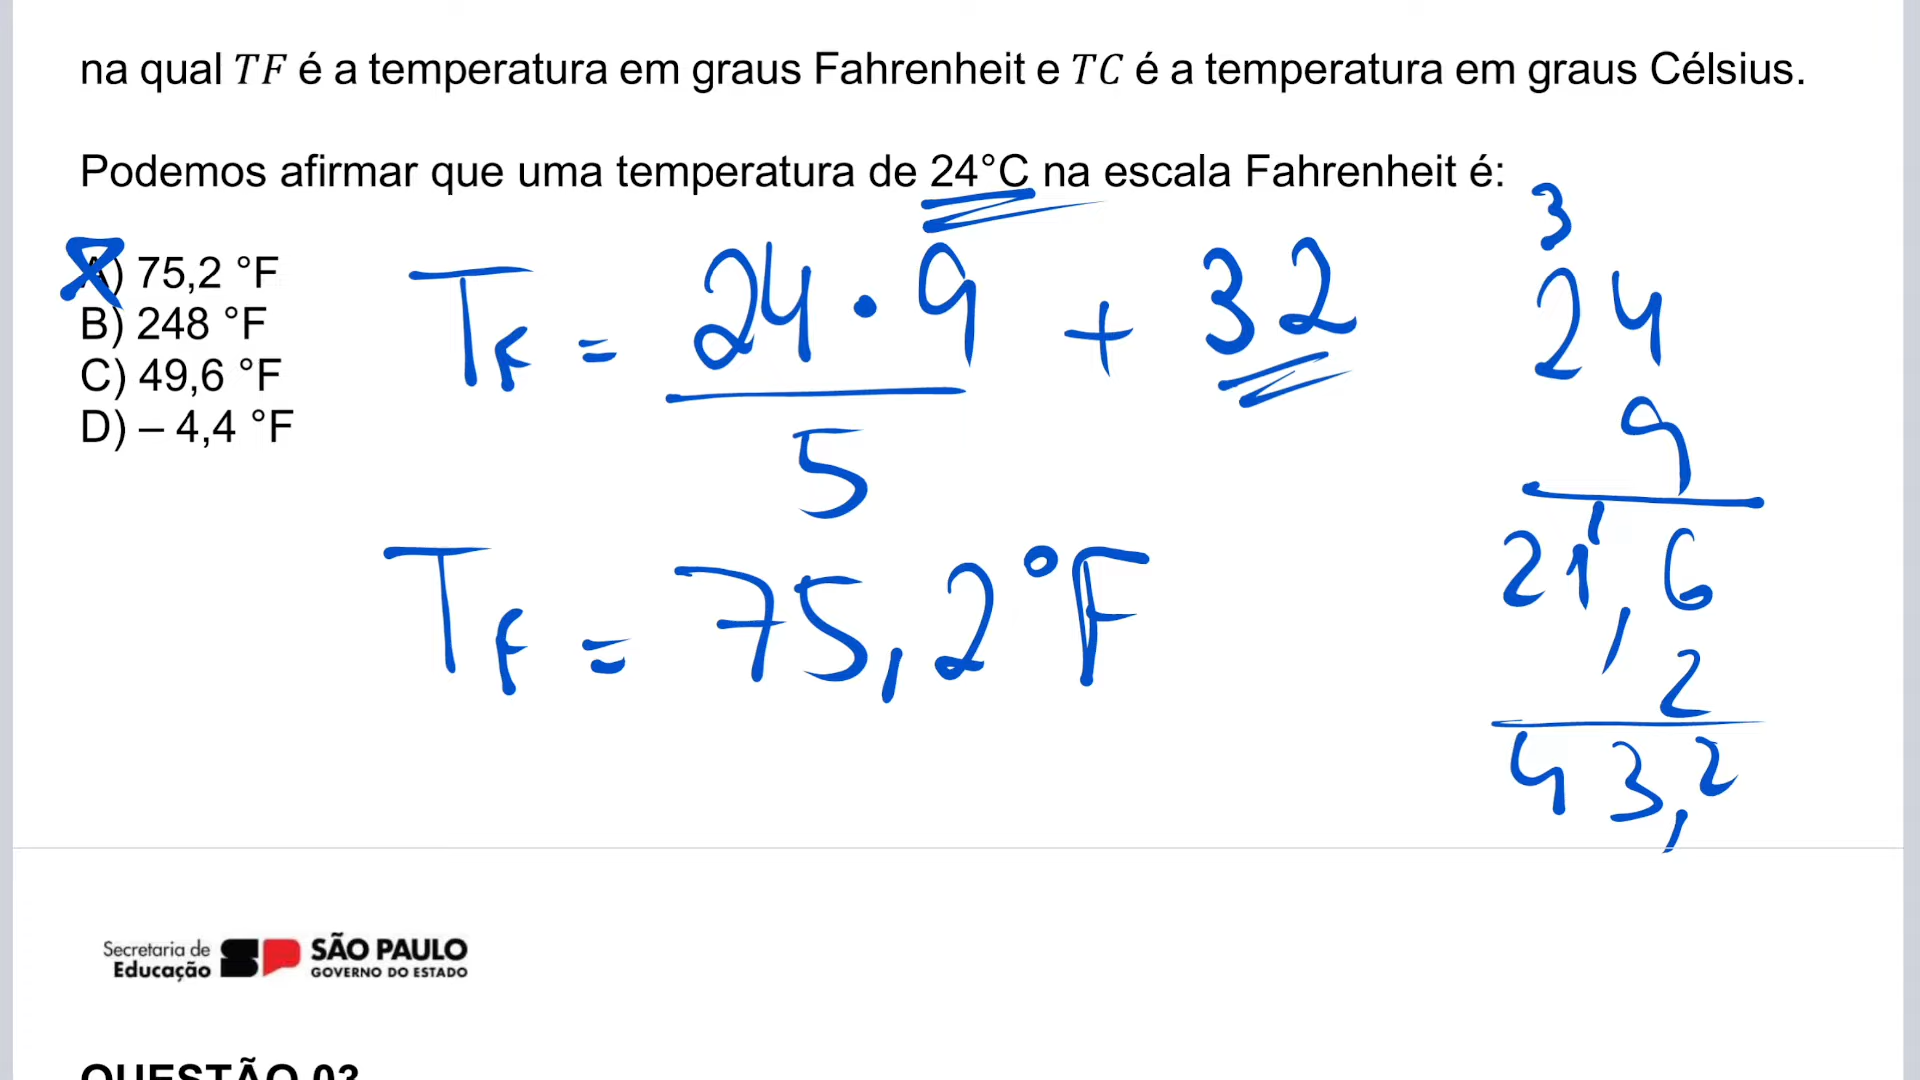 na qual TF é a temperatura em graus Fahrenheit e TC é a temperatura em graus Célsius.
Podemos afirmar que uma temperatura de 24°C na escala Fahrenheit é:
A) 75,2 °F
B) 248 °F
C) 49,6 °F
D) – 4,4 °F
TF = 24 · 9 + 32
5
TF = 75,2 °F
3
24
9
1
21,6
2
43,2
Secretaria de
Educação
SÃO PAULO
GOVERNO DO ESTADO
QUESTÃO 03